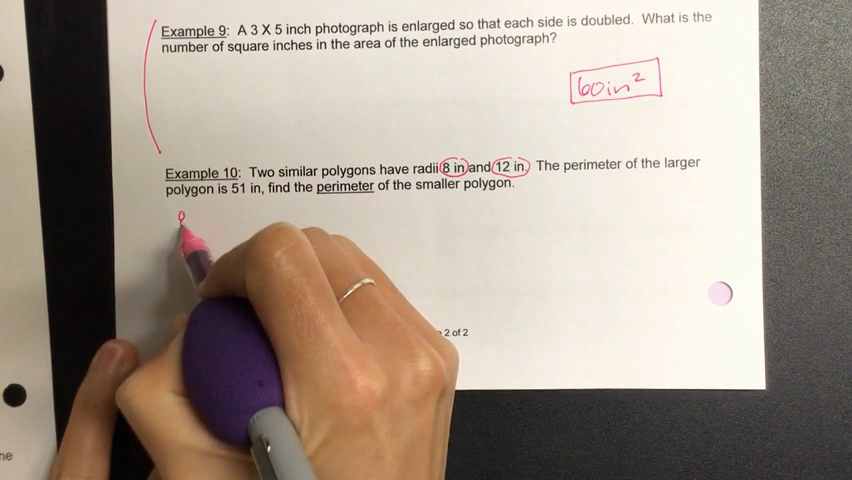 Example 9: A 3 X 5 inch photograph is enlarged so that each side is doubled. What is the
number of square inches in the area of the enlarged photograph?
60in²
Example 10: Two similar polygons have radii 8 in and 12 in. The perimeter of the larger
polygon is 51 in, find the perimeter of the smaller polygon.
2 of 2
ne